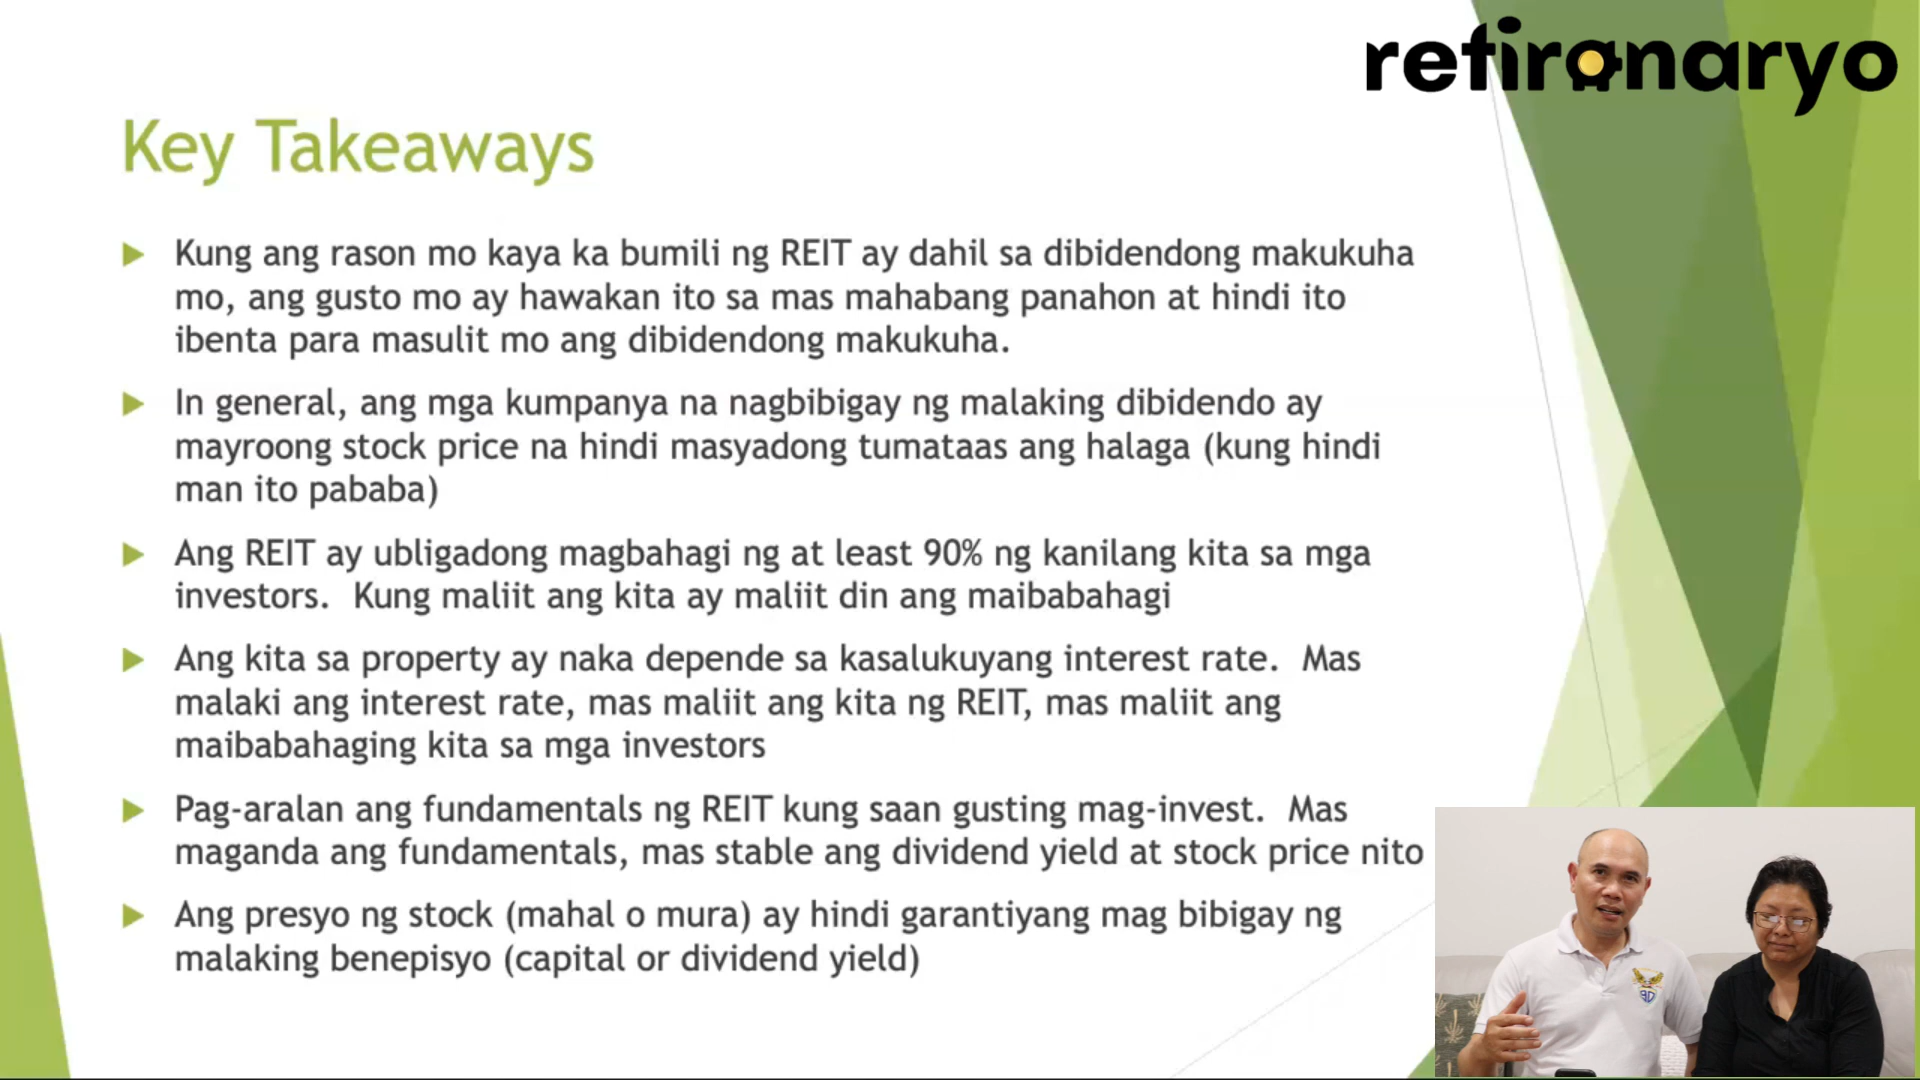 retiranaryo
Key Takeaways
Kung ang rason mo kaya ka bumili ng REIT ay dahil sa dibidendong makukuha
mo, ang gusto mo ay hawakan ito sa mas mahabang panahon at hindi ito
ibenta para masulit mo ang dibidendong makukuha.
In general, ang mga kumpanya na nagbibigay ng malaking dibidendo ay
mayroong stock price na hindi masyadong tumataas ang halaga (kung hindi
man ito pababa)
Ang REIT ay ubligadong magbahagi ng at least 90% ng kanilang kita sa mga
investors. Kung maliit ang kita ay maliit din ang maibabahagi
Ang kita sa property ay naka depende sa kasalukuyang interest rate. Mas
malaki ang interest rate, mas maliit ang kita ng REIT, mas maliit ang
maibabahaging kita sa mga investors
Pag-aralan ang fundamentals ng REIT kung saan gusting mag-invest. Mas
maganda ang fundamentals, mas stable ang dividend yield at stock price nito
Ang presyo ng stock (mahal o mura) ay hindi garantiyang mag bibigay ng
malaking benepisyo (capital or dividend yield)